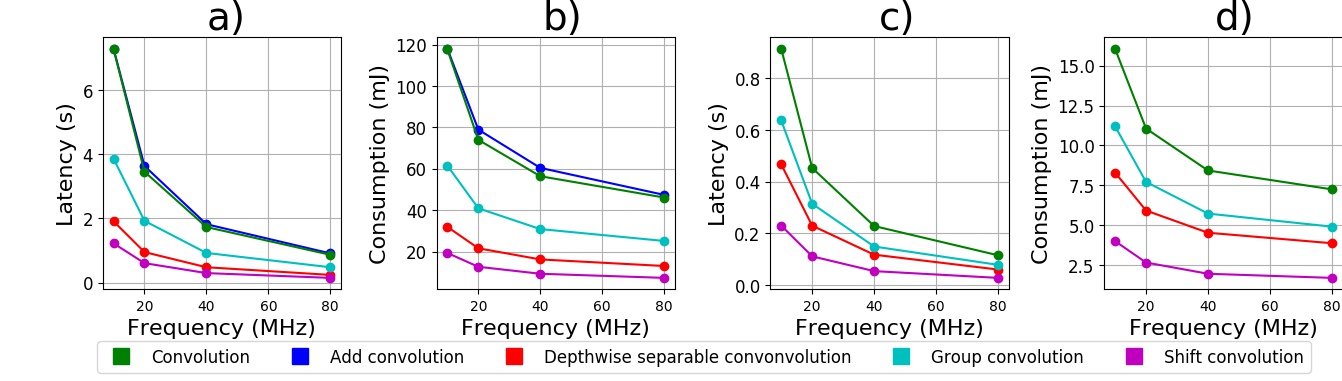 a) b) c) d)
Latency (s)
6
4
2
0
20 40 60 80
Frequency (MHz)
Consumption (mJ)
120
100
80
60
40
20
20 40 60 80
Frequency (MHz)
Latency (s)
0.8
0.6
0.4
0.2
0.0
20 40 60 80
Frequency (MHz)
Consumption (mJ)
15.0
12.5
10.0
7.5
5.0
2.5
20 40 60 80
Frequency (MHz)
Convolution Add convolution Depthwise separable convonvolution Group convolution Shift convolution